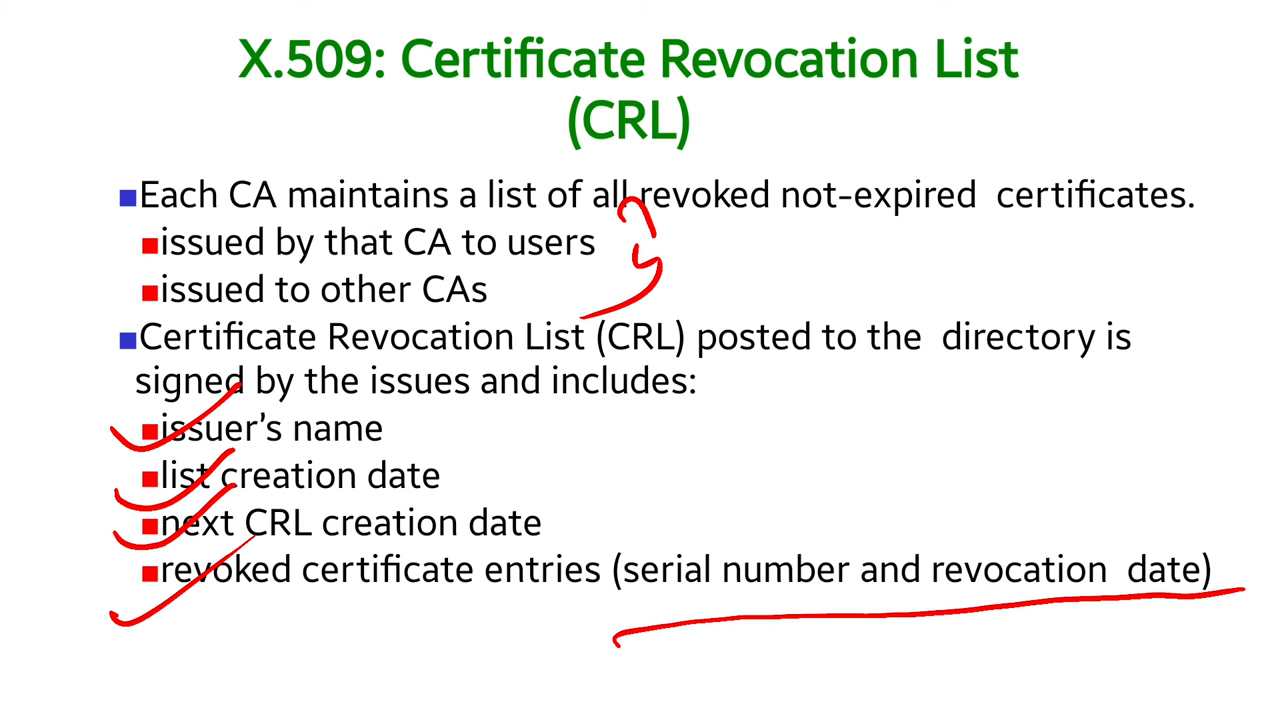 X.509: Certificate Revocation List
(CRL)
■Each CA maintains a list of all revoked not-expired certificates.
■issued by that CA to users
■issued to other CAs
■Certificate Revocation List (CRL) posted to the directory is
signed by the issues and includes:
■issuer’s name
■list creation date
■next CRL creation date
■revoked certificate entries (serial number and revocation date)